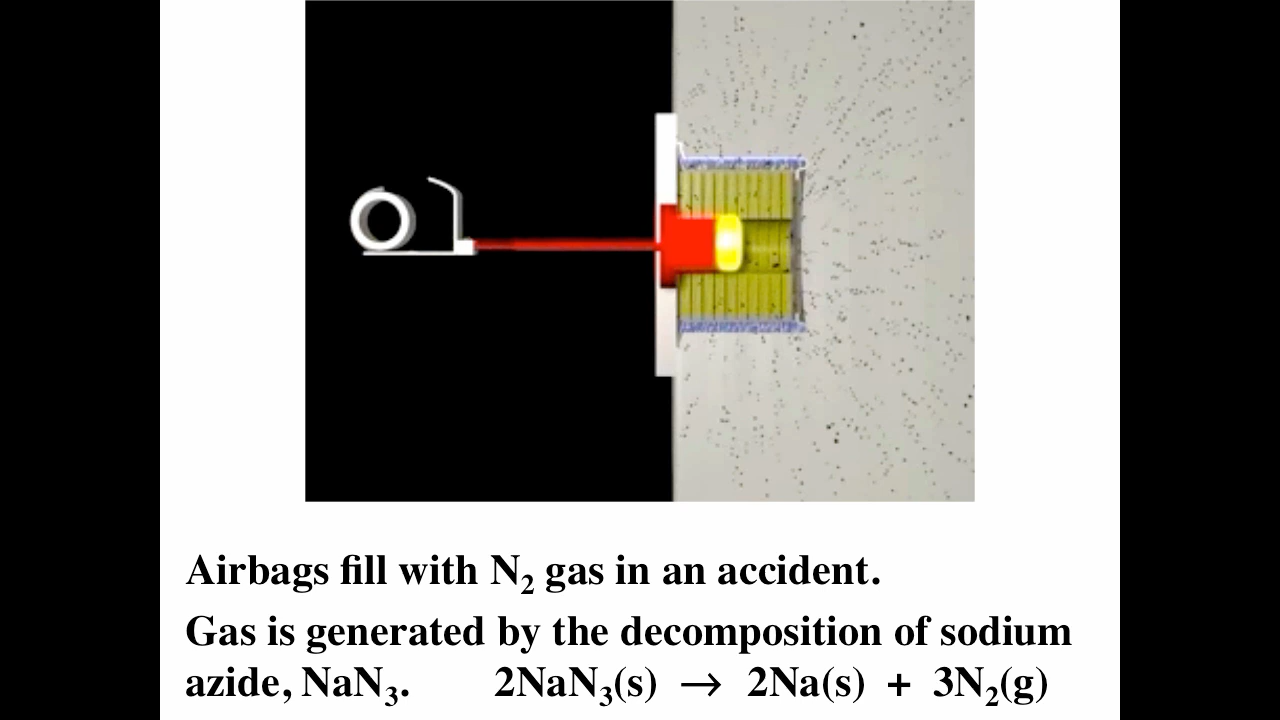 Airbags fill with N₂ gas in an accident.
Gas is generated by the decomposition of sodium
azide, NaN₃. 2NaN₃(s) → 2Na(s) + 3N₂(g)